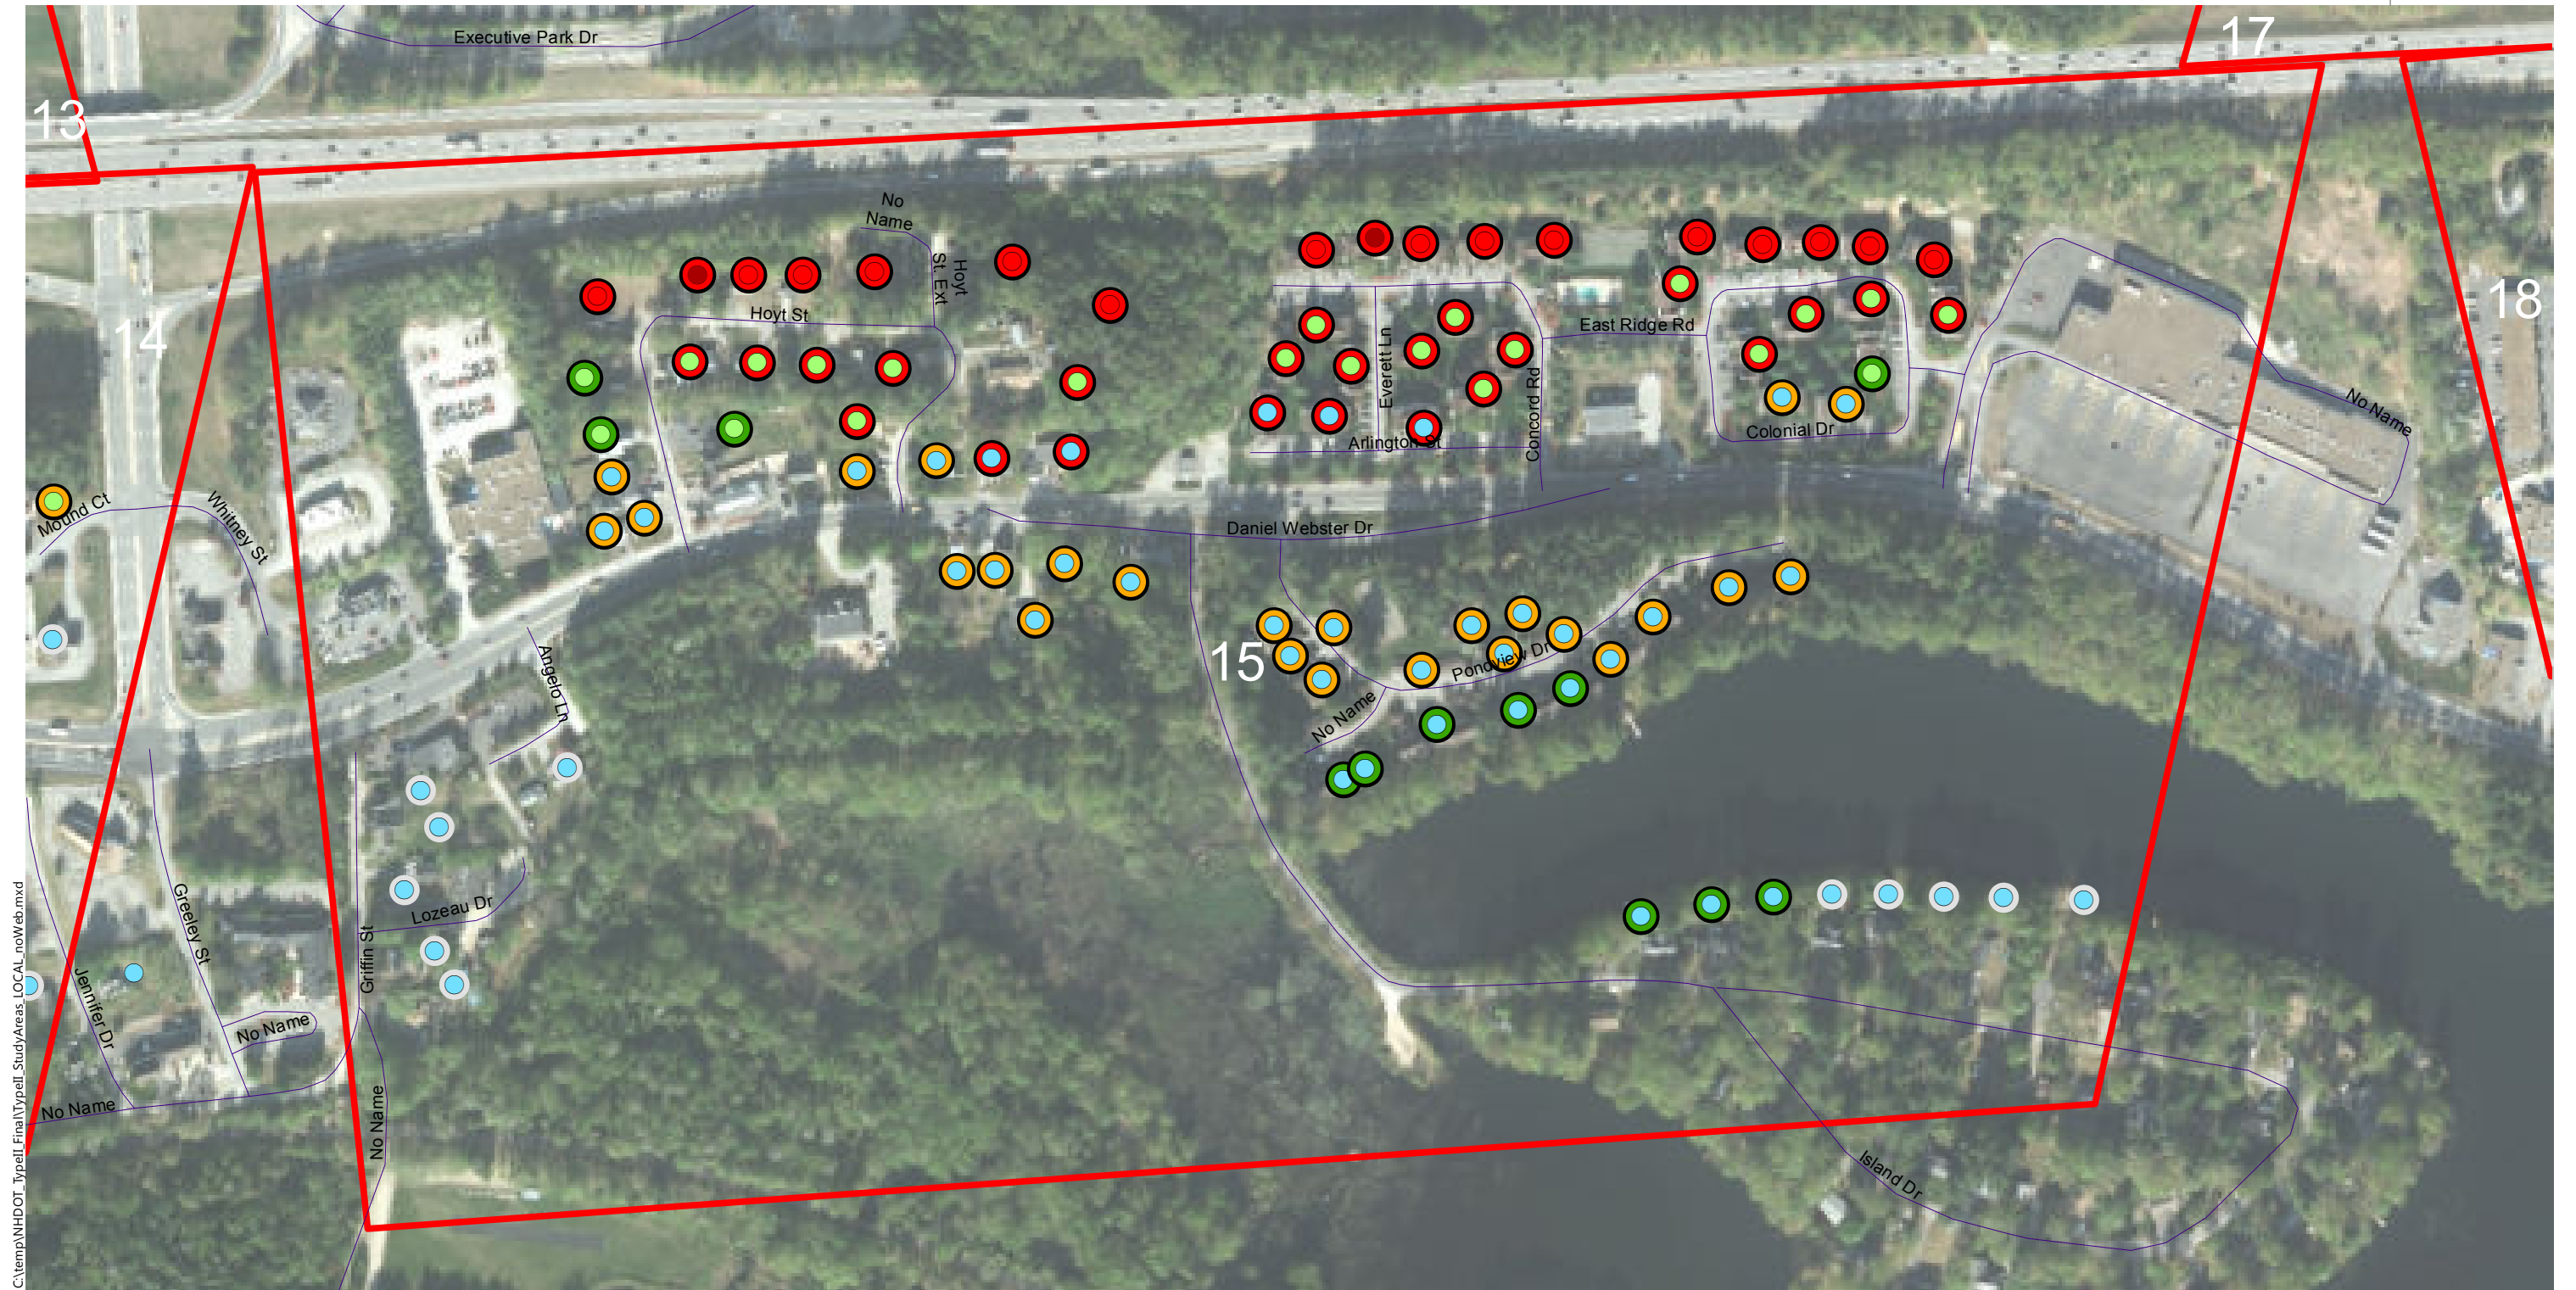 Executive Park Dr
17
13
No
Name
Hoyt
St. Ext
18
Hoyt St
14
East Ridge Rd
Everett Ln
No Name
Concord Rd
Colonial Dr
Arlington St
Mound Ct
Whitney St
Daniel Webster Dr
15
Pondview Dr
Angelo Ln
No Name
Greeley St
Lozeau Dr
Griffin St
Jennifer Dr
No Name
No Name
No Name
Island Dr
C:\temp\NHDOT_TypeII_Final\TypeII_StudyAreas_LOCAL_noWeb.mxd